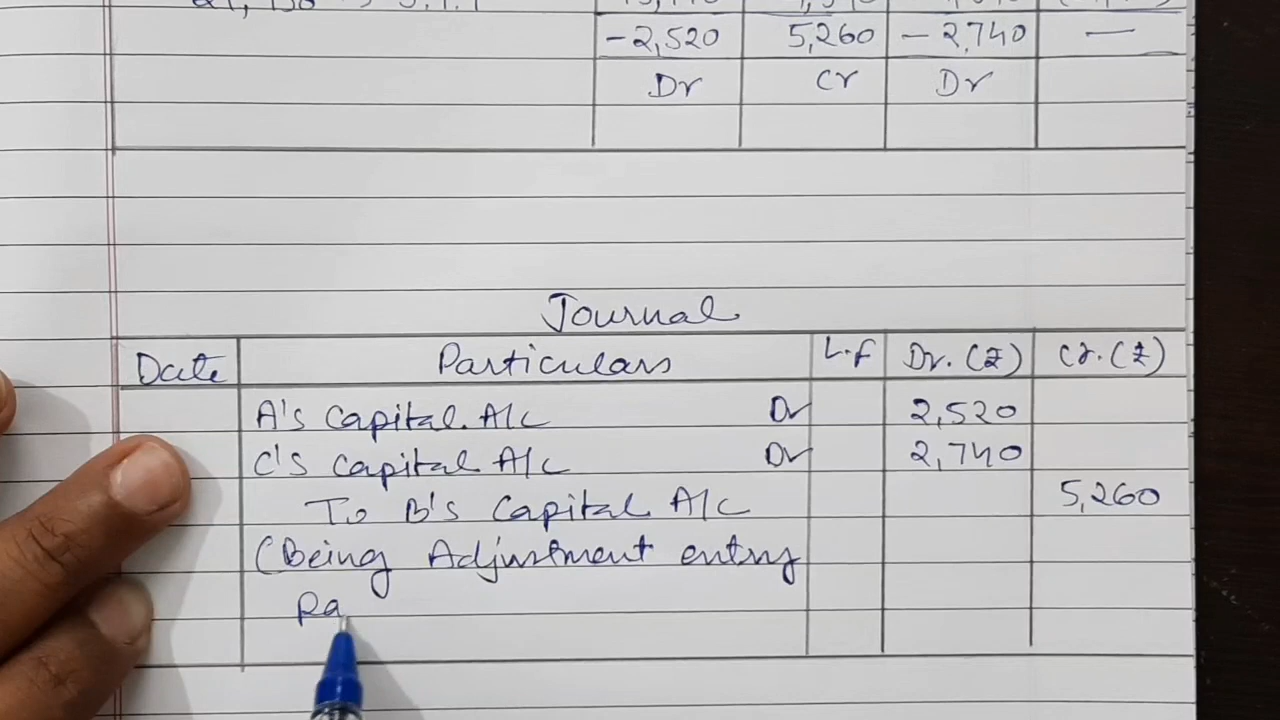 -2,520 5,260 -2,740 —
Dr Cr Dr
Journal
Date Particulars L.f Dr. (₹) Cr. (₹)
A's Capital A/c Dr 2,520
C's Capital A/c Dr 2,740
To B's Capital A/c 5,260
(Being Adjustment entry
Pa